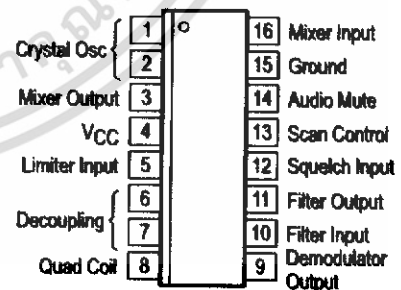 Crystal Osc
1
2
Mixer Output 3
VCC 4
Limiter Input 5
Decoupling
6
7
Quad Coil 8
16 Mixer Input
15 Ground
14 Audio Mute
13 Scan Control
12 Squelch Input
11 Filter Output
10 Filter Input
9 Demodulator
Output